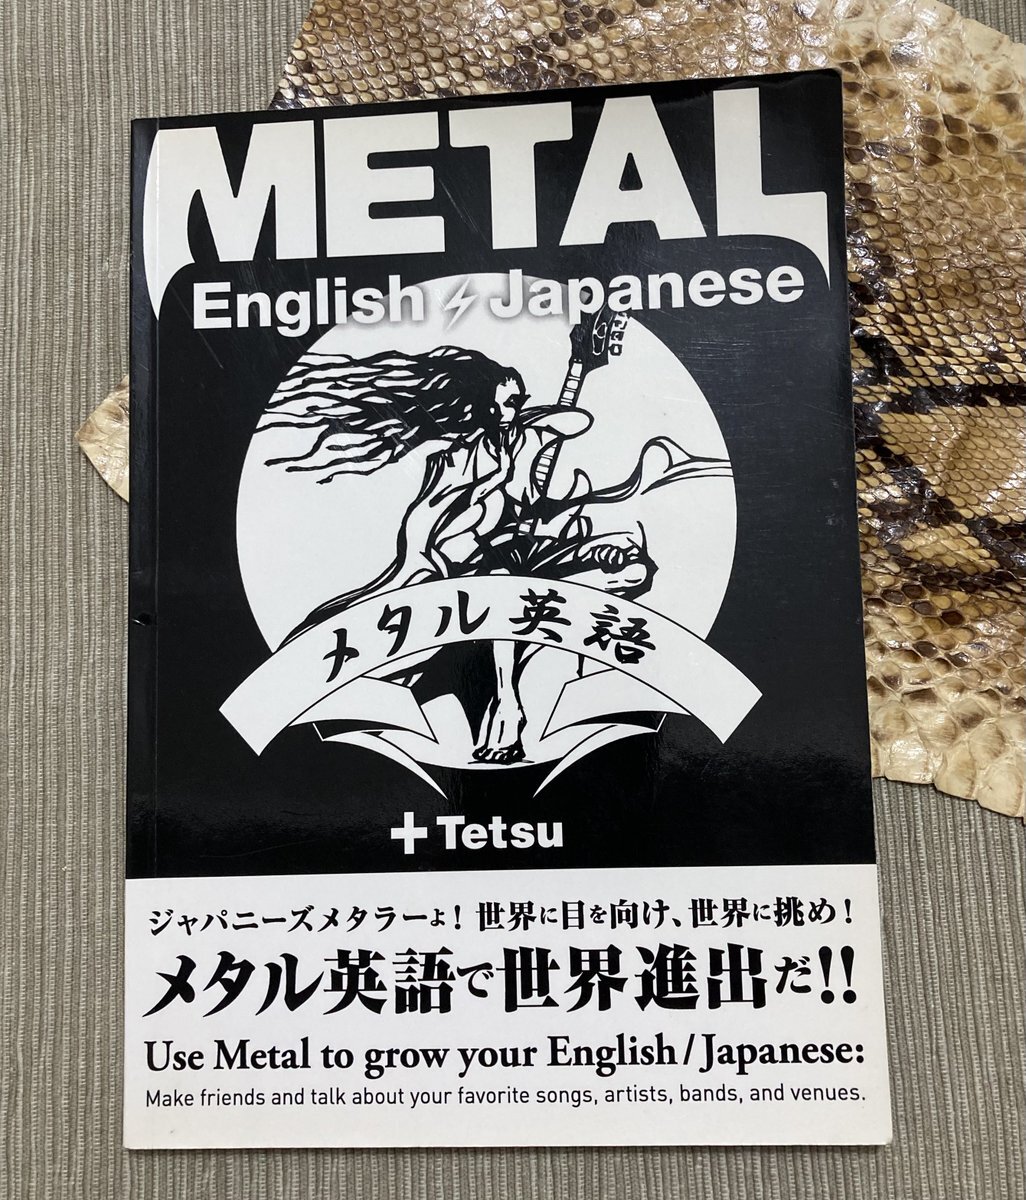 METAL
English⚡Japanese
メタル英語
+Tetsu
ジャパニーズメタラーよ！世界に目を向け、世界に挑め！
メタル英語で世界進出だ!!
Use Metal to grow your English/Japanese:
Make friends and talk about your favorite songs, artists, bands, and venues.